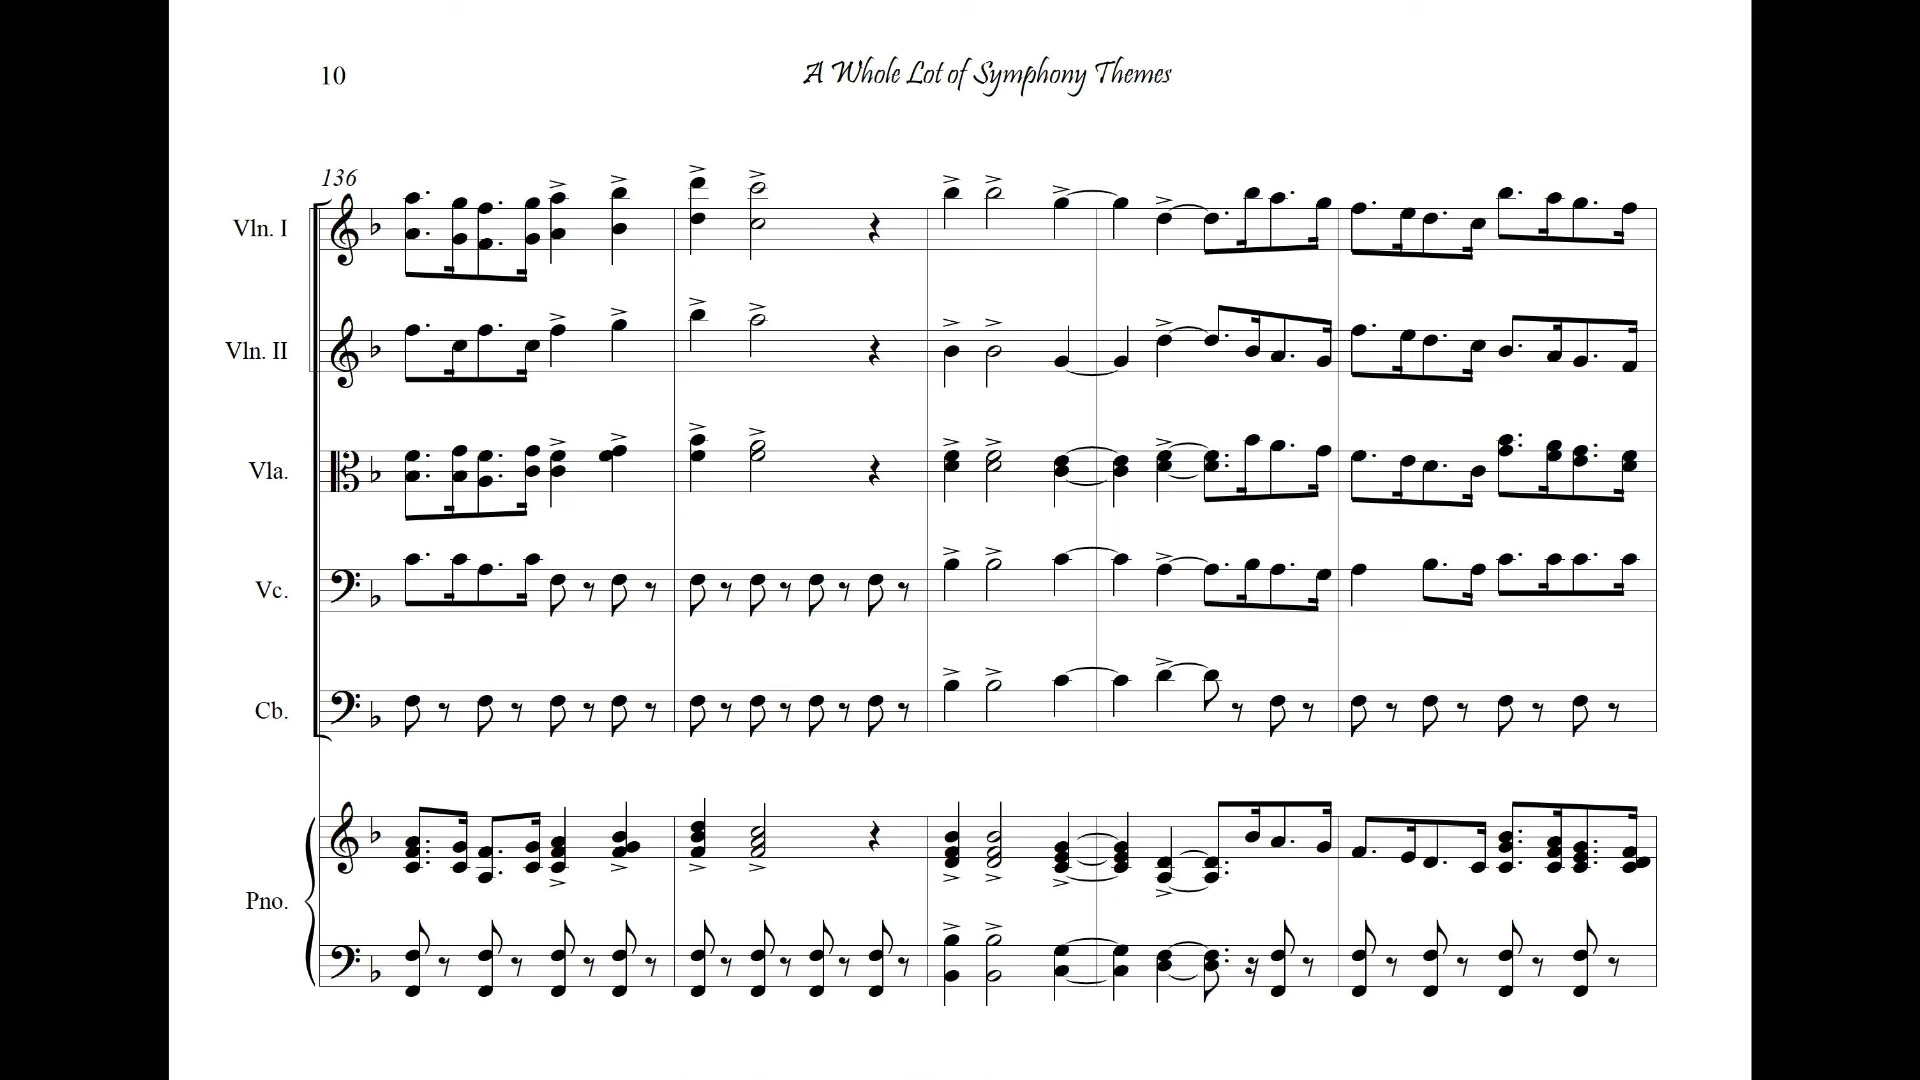 10
A Whole Lot of Symphony Themes
136
Vln. I
Vln. II
Vla.
Vc.
Cb.
Pno.